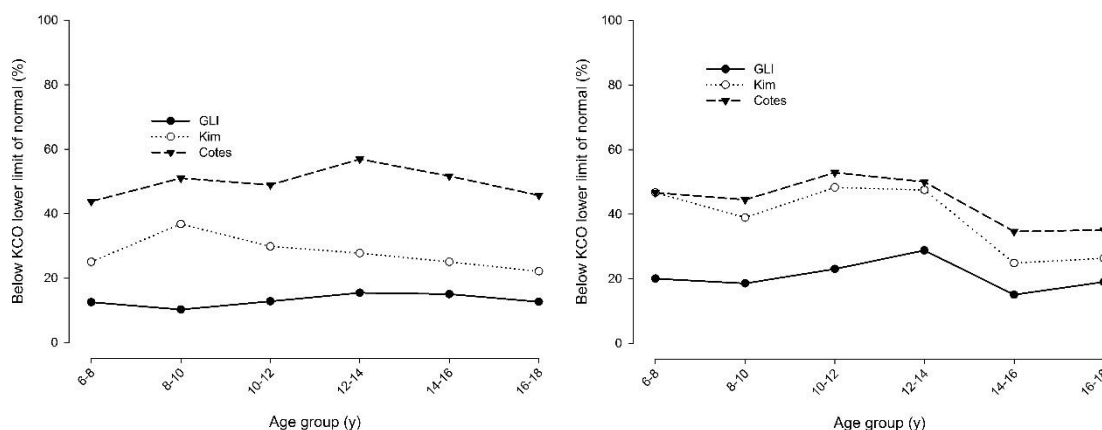 100
80
60
40
20
0
Below KCO lower limit of normal (%)
GLI
Kim
Cotes
6-8
8-10
10-12
12-14
14-16
16-18
Age group (y)
100
80
60
40
20
0
Below KCO lower limit of normal (%)
GLI
Kim
Cotes
6-8
8-10
10-12
12-14
14-16
16-18
Age group (y)